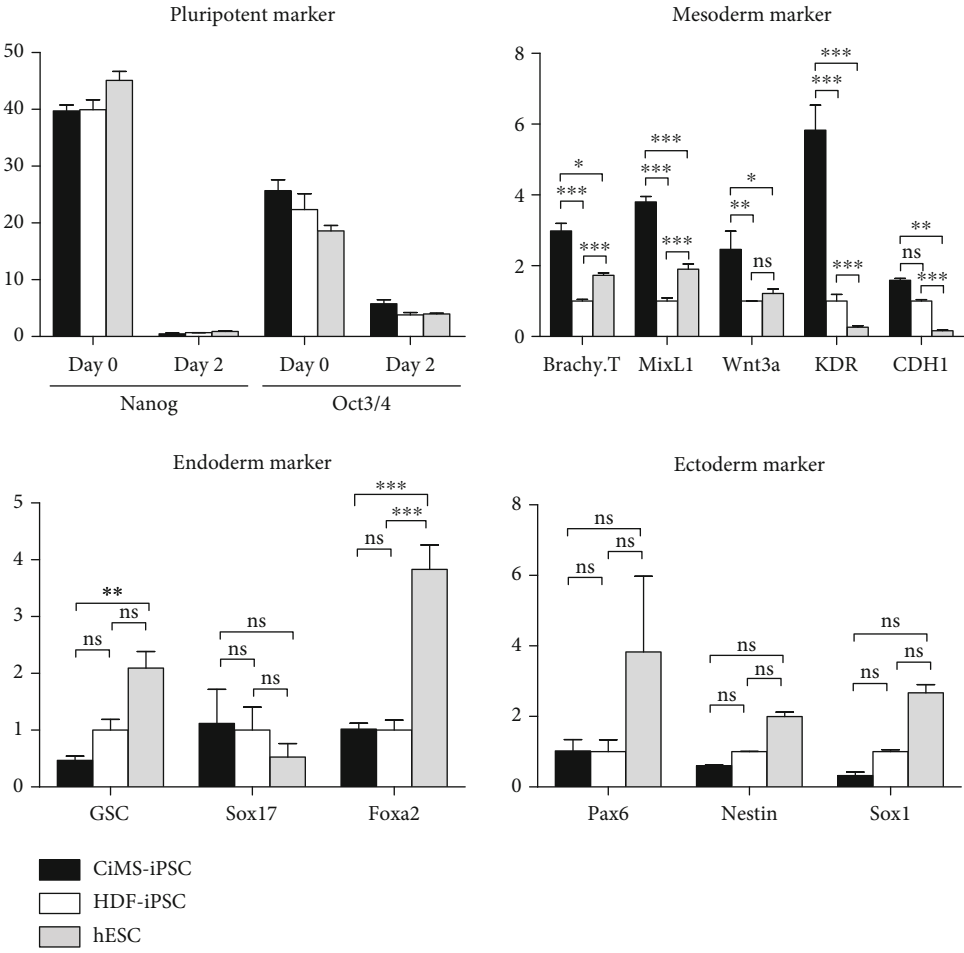 Pluripotent marker
50
40
30
20
10
0
Day 0 Day 2 Day 0 Day 2
Nanog Oct3/4
Mesoderm marker
8
6
4
2
0
*
***
***
***
***
***
*
**
ns
***
***
***
**
ns
***
Brachy.T MixL1 Wnt3a KDR CDH1
Endoderm marker
5
4
3
2
1
0
**
ns
ns
ns
ns
ns
***
***
ns
GSC Sox17 Foxa2
Ectoderm marker
8
6
4
2
0
ns
ns
ns
ns
ns
ns
ns
ns
ns
Pax6 Nestin Sox1
CiMS-iPSC
HDF-iPSC
hESC